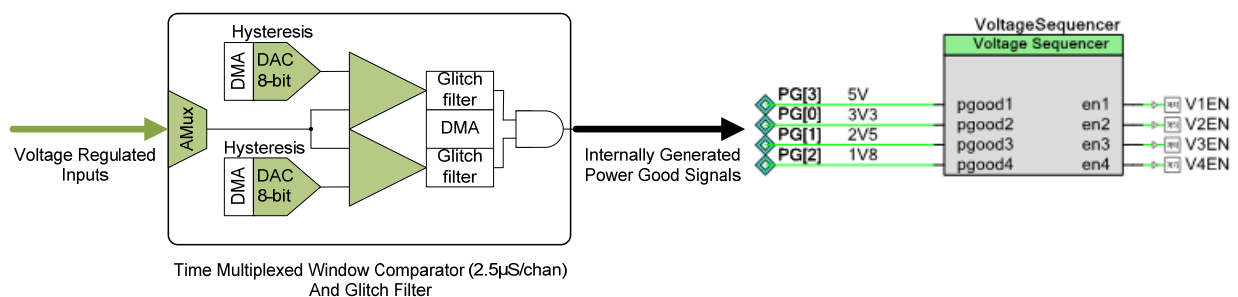 Voltage Regulated
Inputs
AMux
Hysteresis
DMA
DAC
8-bit
Hysteresis
DMA
DAC
8-bit
Glitch
filter
DMA
Glitch
filter
Time Multiplexed Window Comparator (2.5µS/chan)
And Glitch Filter
Internally Generated
Power Good Signals
VoltageSequencer
Voltage Sequencer
PG[3] 5V pgood1 en1 V1EN
PG[0] 3V3 pgood2 en2 V2EN
PG[1] 2V5 pgood3 en3 V3EN
PG[2] 1V8 pgood4 en4 V4EN